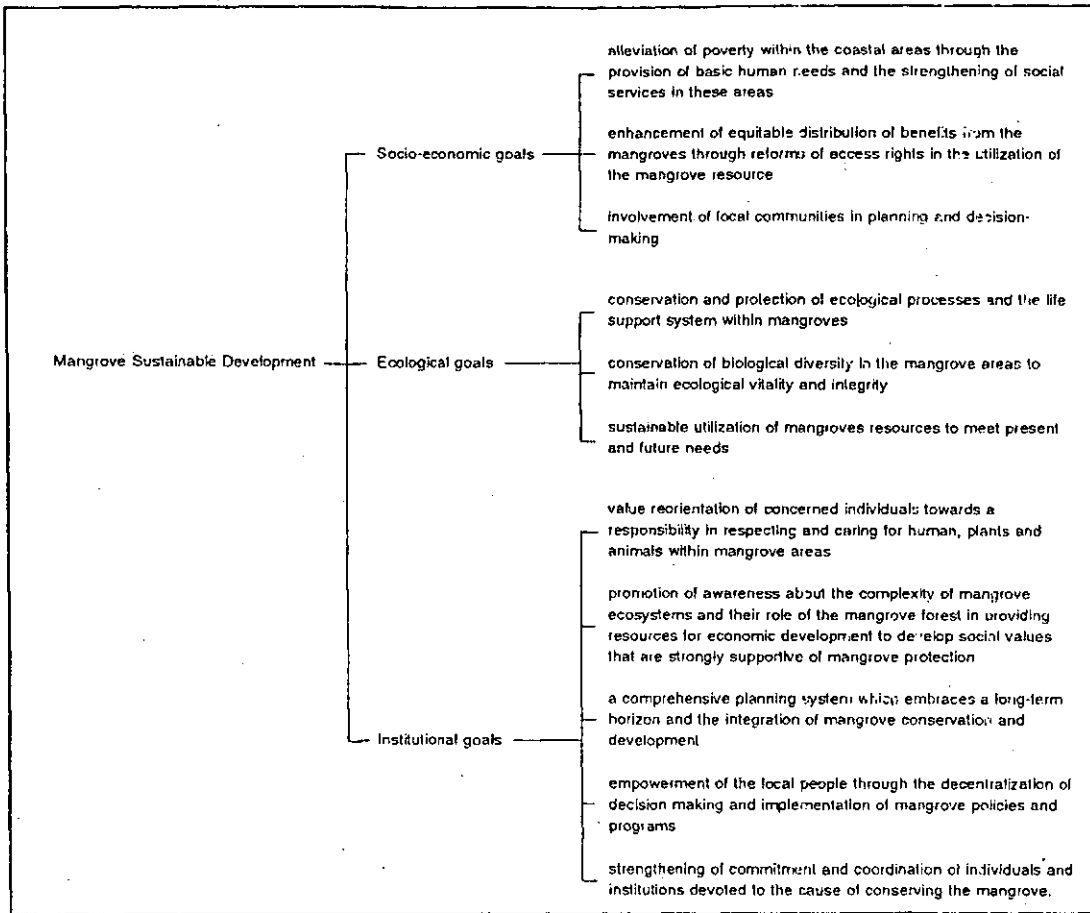 alleviation of poverty within the coastal areas through the
provision of basic human needs and the strengthening of social
services in these areas
Socio-economic goals
enhancement of equitable distribution of benefits from the
mangroves through reforms of access rights in the utilization of
the mangrove resource
involvement of local communities in planning and decision-
making
Mangrove Sustainable Development
Ecological goals
conservation and protection of ecological processes and the life
support system within mangroves
conservation of biological diversity in the mangrove areas to
maintain ecological vitality and integrity
sustainable utilization of mangroves resources to meet present
and future needs
Institutional goals
value reorientation of concerned individuals towards a
responsibility in respecting and caring for human, plants and
animals within mangrove areas
promotion of awareness about the complexity of mangrove
ecosystems and their role of the mangrove forest in providing
resources for economic development to develop social values
that are strongly supportive of mangrove protection
a comprehensive planning system which embraces a long-term
horizon and the integration of mangrove conservation and
development
empowerment of the local people through the decentralization of
decision making and implementation of mangrove policies and
programs
strengthening of commitment and coordination of individuals and
institutions devoted to the cause of conserving the mangrove.